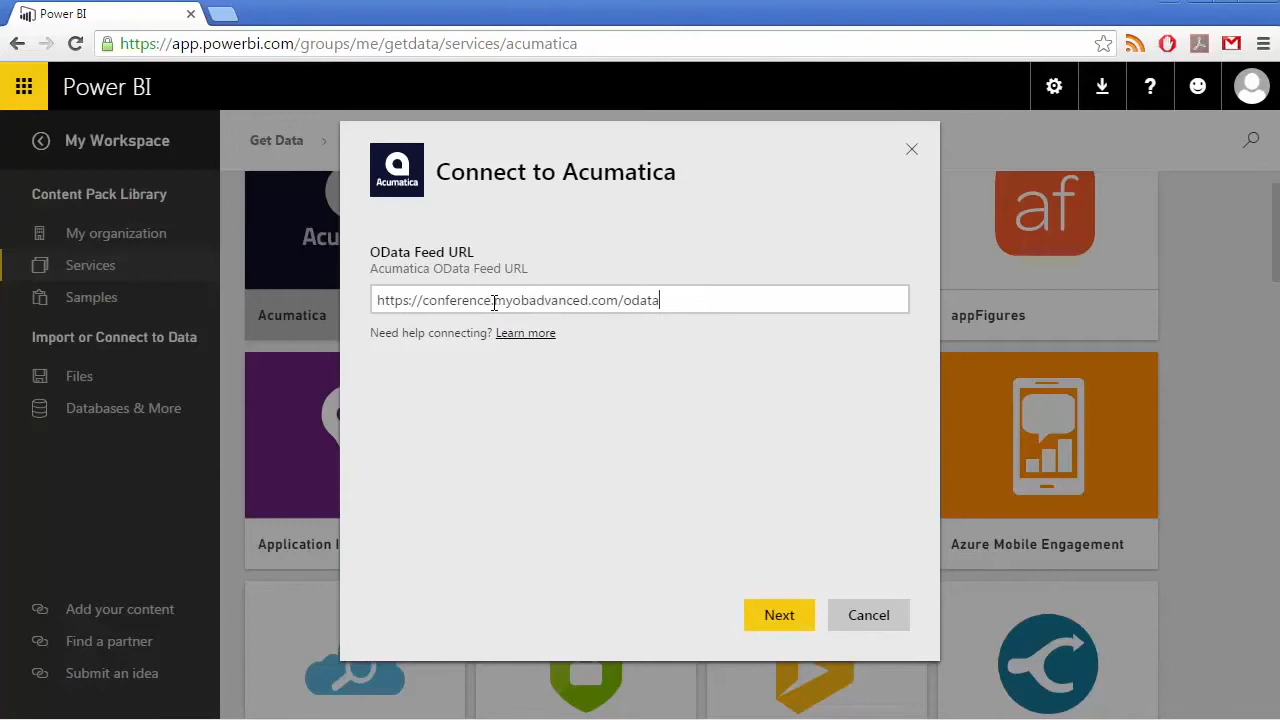 Power BI
https://app.powerbi.com/groups/me/getdata/services/acumatica
Power BI
My Workspace
Content Pack Library
My organization
Services
Samples
Import or Connect to Data
Files
Databases & More
Add your content
Find a partner
Submit an idea
Get Data
Acu
Acumatica
Application I
af
appFigures
Azure Mobile Engagement
Acumatica
Connect to Acumatica
OData Feed URL
Acumatica OData Feed URL
https://conference.myobadvanced.com/odata
Need help connecting? Learn more
Next
Cancel